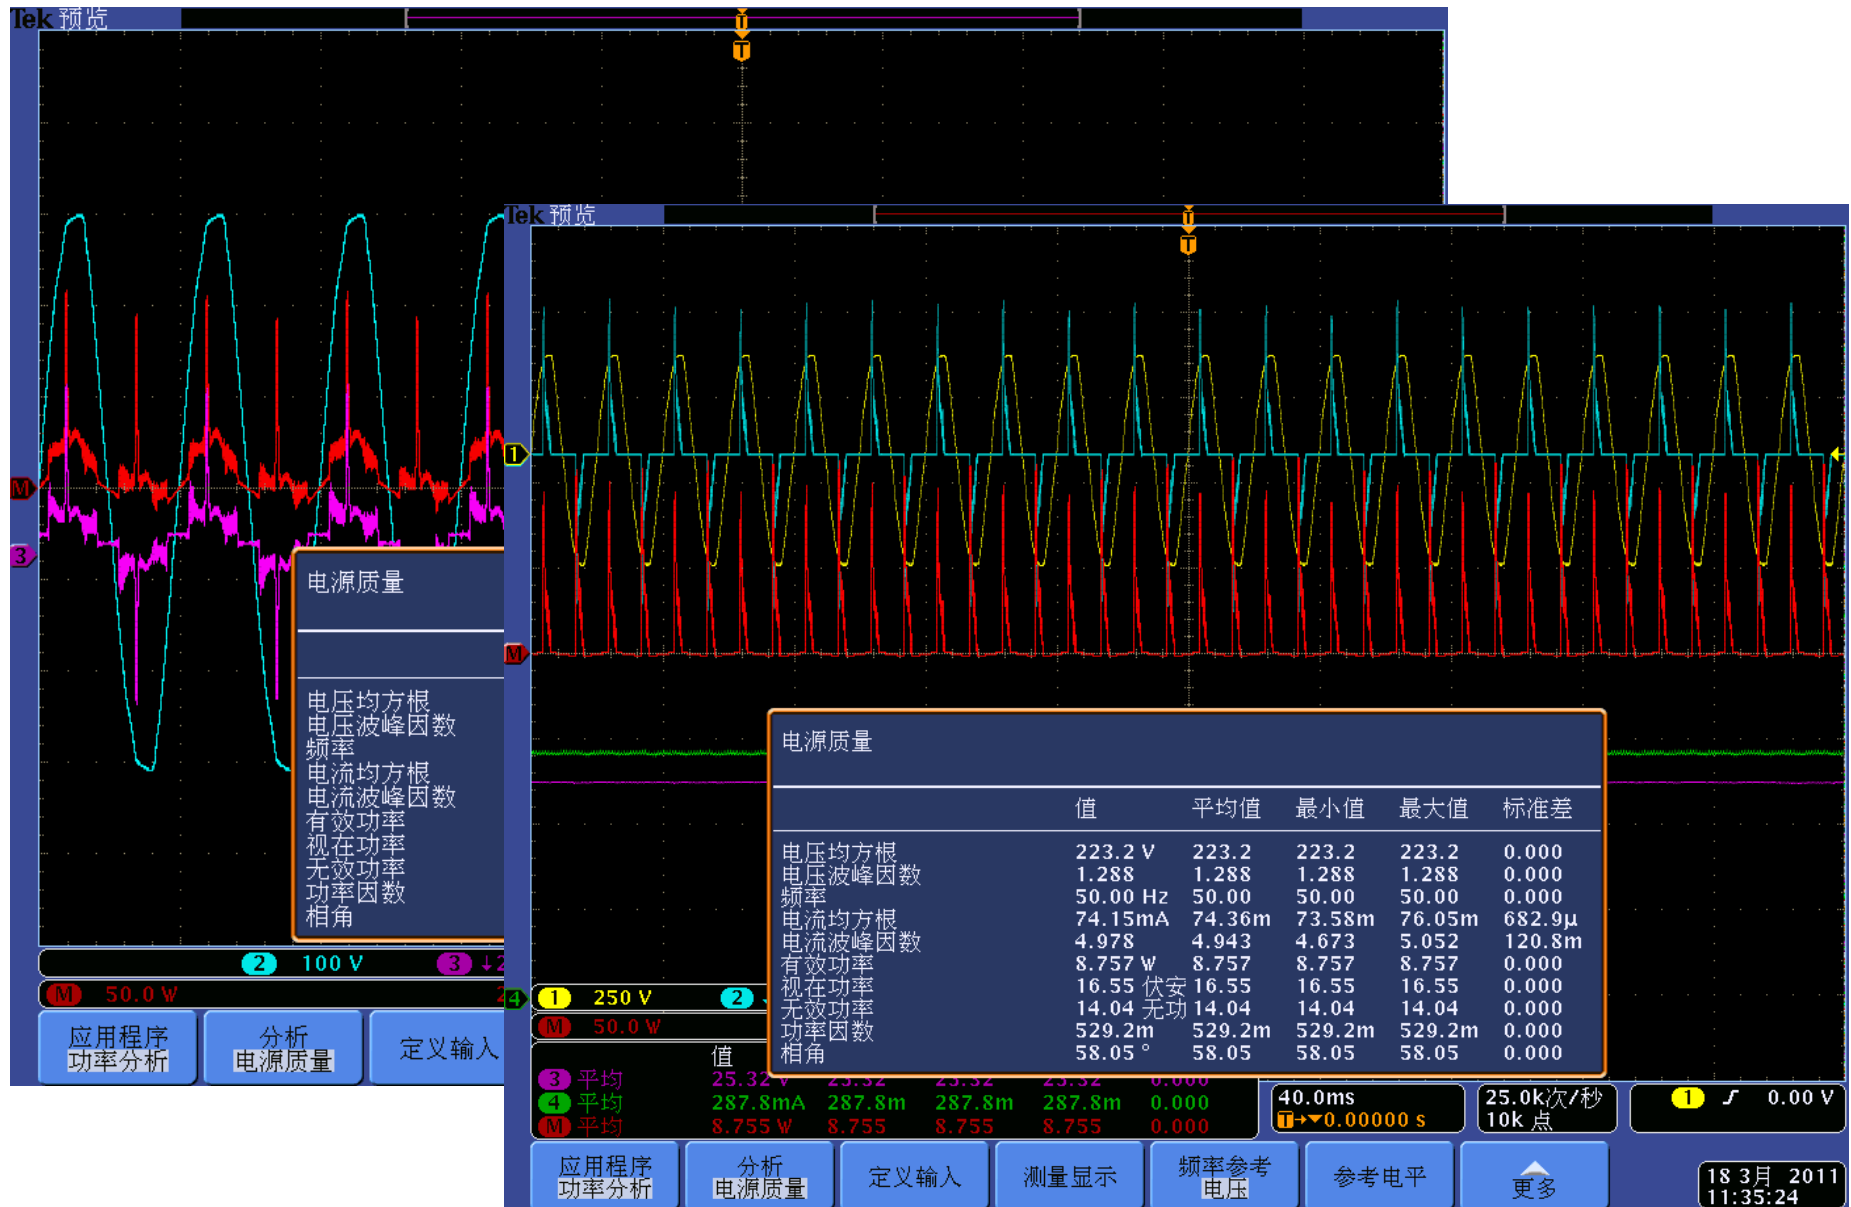 Tek 预览
T
T
M
3
电源质量
电压均方根
电压波峰因数
频率
电流均方根
电流波峰因数
有效功率
视在功率
无效功率
功率因数
相角
2 100 V 3
M 50.0 W
应用程序 功率分析
分析 电源质量
定义输入
Tek 预览
T
T
1
M
4
电源质量
值 平均值 最小值 最大值 标准差
电压均方根 223.2 V 223.2 223.2 223.2 0.000
电压波峰因数 1.288 1.288 1.288 1.288 0.000
频率 50.00 Hz 50.00 50.00 50.00 0.000
电流均方根 74.15mA 74.36m 73.58m 76.05m 682.9µ
电流波峰因数 4.978 4.943 4.673 5.052 120.8m
有效功率 8.757 W 8.757 8.757 8.757 0.000
视在功率 16.55 伏安 16.55 16.55 16.55 0.000
无效功率 14.04 无功 14.04 14.04 14.04 0.000
功率因数 529.2m 529.2m 529.2m 529.2m 0.000
相角 58.05 ° 58.05 58.05 58.05 0.000
1 250 V 2
M 50.0 W
值
3 平均 25.32 V 25.32 25.32 25.32 0.000
4 平均 287.8mA 287.8m 287.8m 287.8m 0.000
M 平均 8.755 W 8.755 8.755 8.755 0.000
40.0ms
T→▼0.00000 s
25.0k次/秒
10k 点
1 0.00 V
应用程序 功率分析
分析 电源质量
定义输入
测量显示
频率参考 电压
参考电平
更多
18 3月 2011
11:35:24